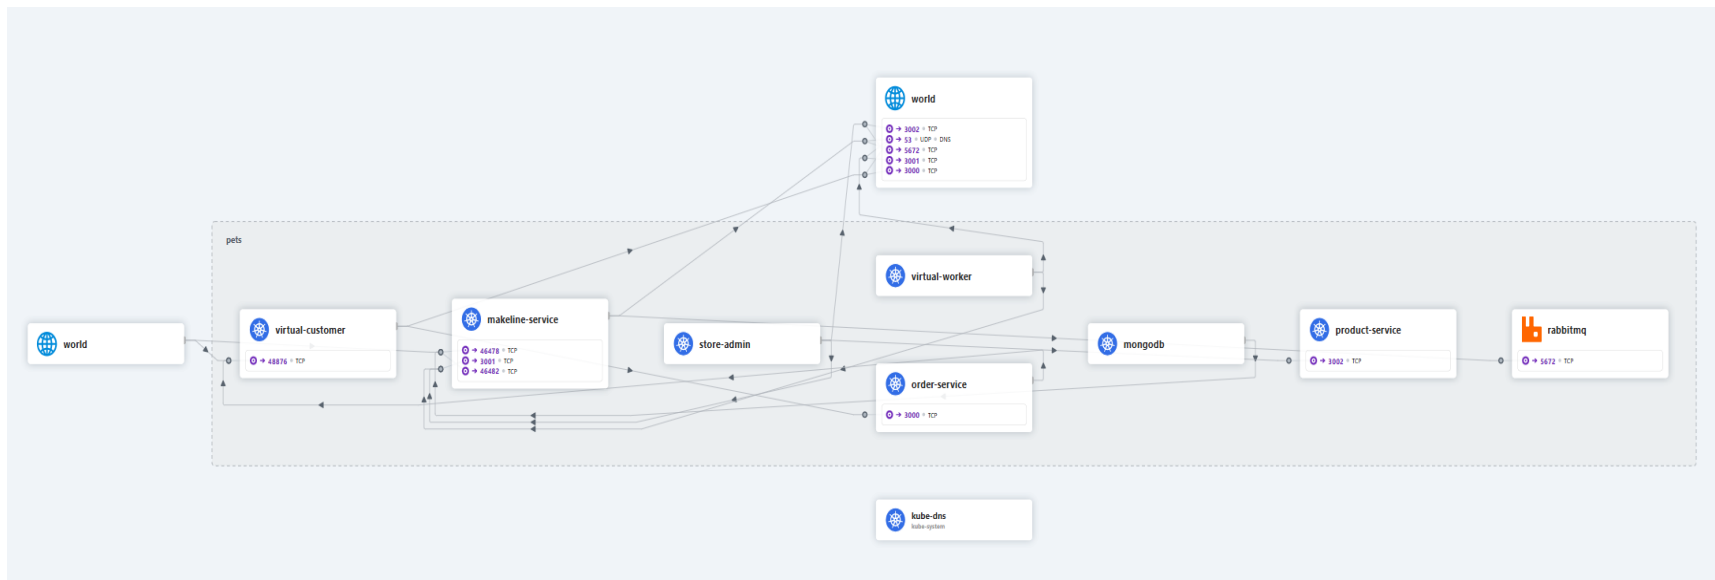 world
→ 3002 • TCP
→ 53 • UDP • DNS
→ 5672 • TCP
→ 3001 • TCP
→ 3000 • TCP
pets
virtual-worker
world
virtual-customer
→ 48876 • TCP
makeline-service
→ 46478 • TCP
→ 3001 • TCP
→ 46482 • TCP
store-admin
order-service
→ 3000 • TCP
mongodb
product-service
→ 3002 • TCP
rabbitmq
→ 5672 • TCP
kube-dns
kube-system